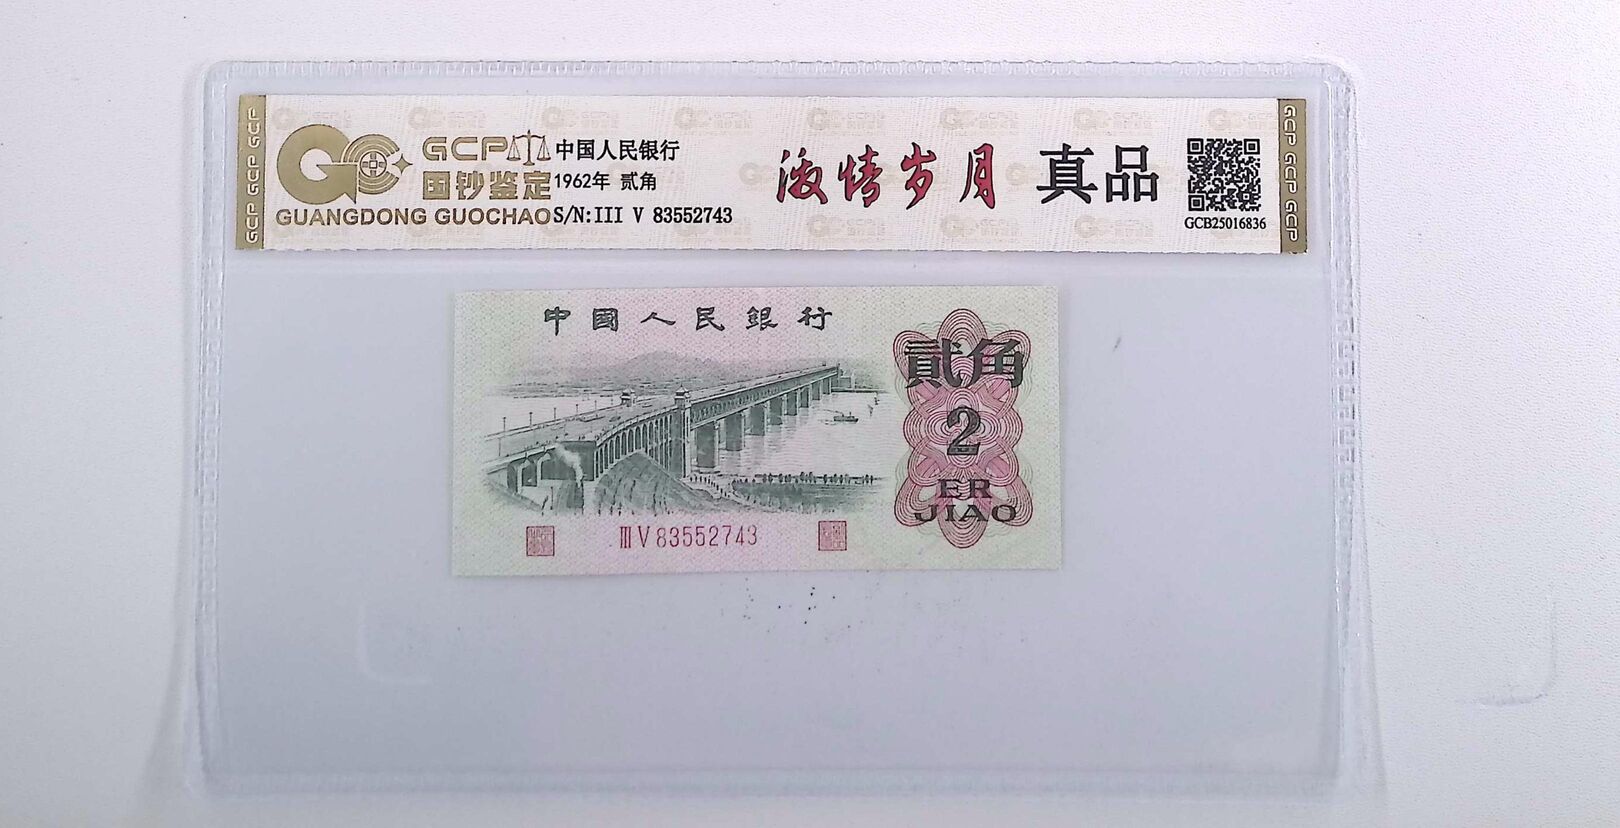 GCP GCP GCP
GCP
国钞鉴定
GUANGDONG GUOCHAO
中国人民银行
1962年 贰角
S/N:III V 83552743
激情岁月
真品
GCB25016836
GCP GCP GCP
中國人民銀行
貳角
2
ER
JIAO
III V 83552743